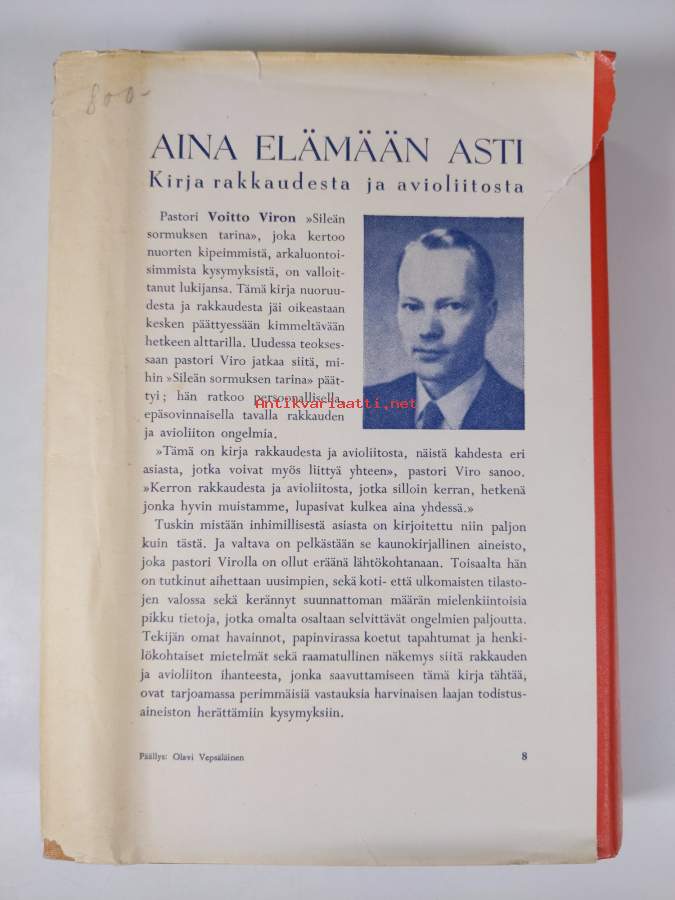 800-
AINA ELÄMÄÄN ASTI
Kirja rakkaudesta ja avioliitosta
Pastori Voitto Viron »Sileän
sormuksen tarina», joka kertoo
nuorten kipeimmistä, arkaluontoi-
simmista kysymyksistä, on valloit-
tanut lukijansa. Tämä kirja nuoruu-
desta ja rakkaudesta jäi oikeastaan
kesken päättyessään kimmeltävään
hetkeen alttarilla. Uudessa teokses-
saan pastori Viro jatkaa siitä, mi-
hin »Sileän sormuksen tarina» päät-
tyi; hän ratkoo persoonallisella,
epäsovinnaisella tavalla rakkauden
ja avioliiton ongelmia.
Antikvariaatti.net
»Tämä on kirja rakkaudesta ja avioliitosta, näistä kahdesta eri
asiasta, jotka voivat myös liittyä yhteen», pastori Viro sanoo.
»Kerron rakkaudesta ja avioliitosta, jotka silloin kerran, hetkenä
jonka hyvin muistamme, lupasivat kulkea aina yhdessä.»
Tuskin mistään inhimillisestä asiasta on kirjoitettu niin paljon
kuin tästä. Ja valtava on pelkästään se kaunokirjallinen aineisto,
joka pastori Virolla on ollut eräänä lähtökohtanaan. Toisaalta hän
on tutkinut aihettaan uusimpien, sekä koti- että ulkomaisten tilasto-
jen valossa sekä kerännyt suunnattoman määrän mielenkiintoisia
pikku tietoja, jotka omalta osaltaan selvittävät ongelmien paljoutta.
Tekijän omat havainnot, papinvirassa koetut tapahtumat ja henki-
lökohtaiset mietelmät sekä raamatullinen näkemys siitä rakkauden
ja avioliiton ihanteesta, jonka saavuttamiseen tämä kirja tähtää,
ovat tarjoamassa perimmäisiä vastauksia harvinaisen laajan todistus-
aineiston herättämiin kysymyksiin.
Päällys: Olavi Vepsäläinen
8